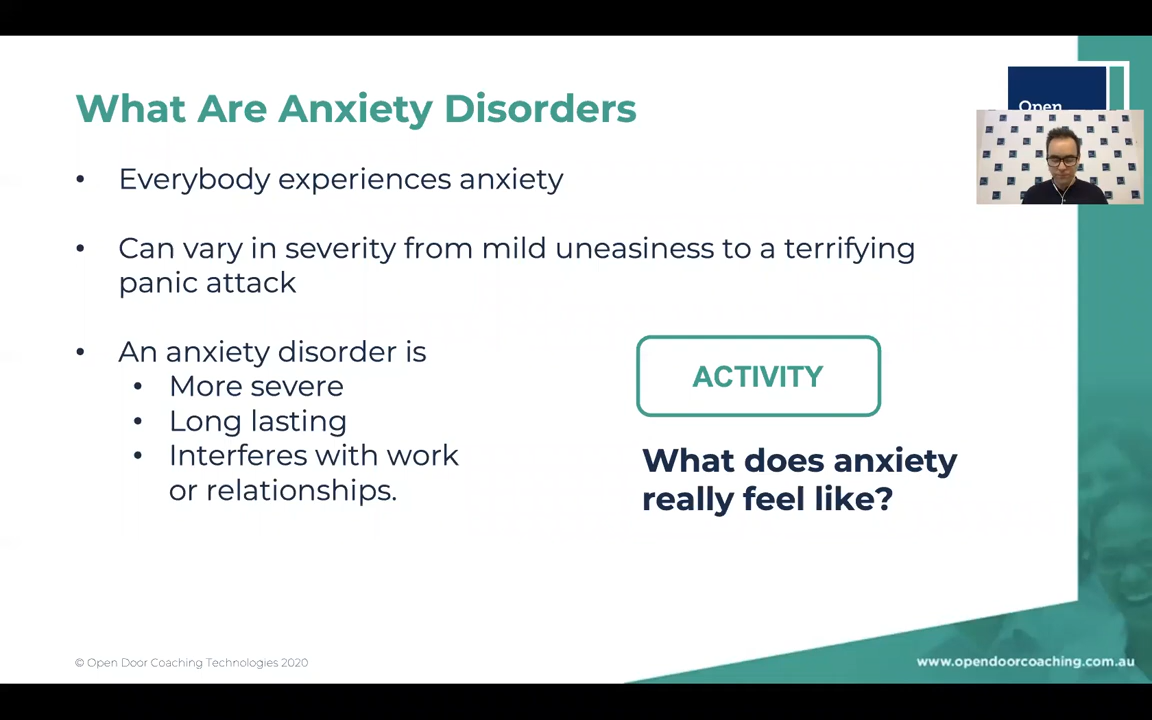 What Are Anxiety Disorders
Open
• Everybody experiences anxiety
• Can vary in severity from mild uneasiness to a terrifying
panic attack
• An anxiety disorder is
• More severe
• Long lasting
• Interferes with work
or relationships.
ACTIVITY
What does anxiety
really feel like?
© Open Door Coaching Technologies 2020
www.opendoorcoaching.com.au